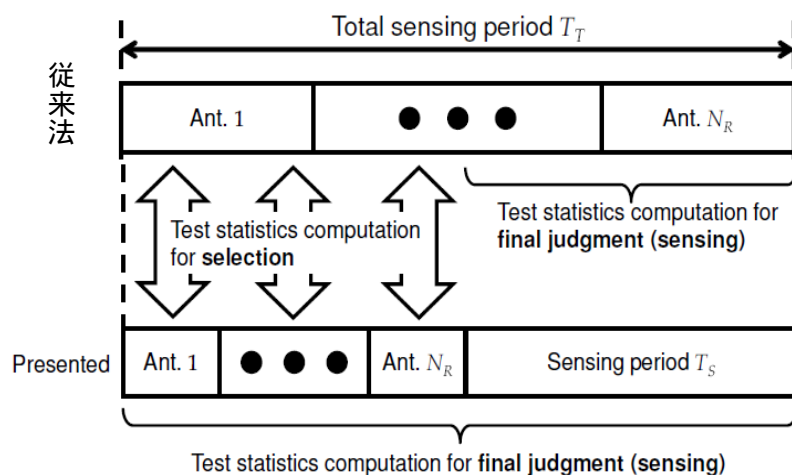 Total sensing period T_T
従来法
Ant. 1
Ant. N_R
Test statistics computation
for selection
Test statistics computation for
final judgment (sensing)
Presented
Ant. 1
Ant. N_R
Sensing period T_S
Test statistics computation for final judgment (sensing)